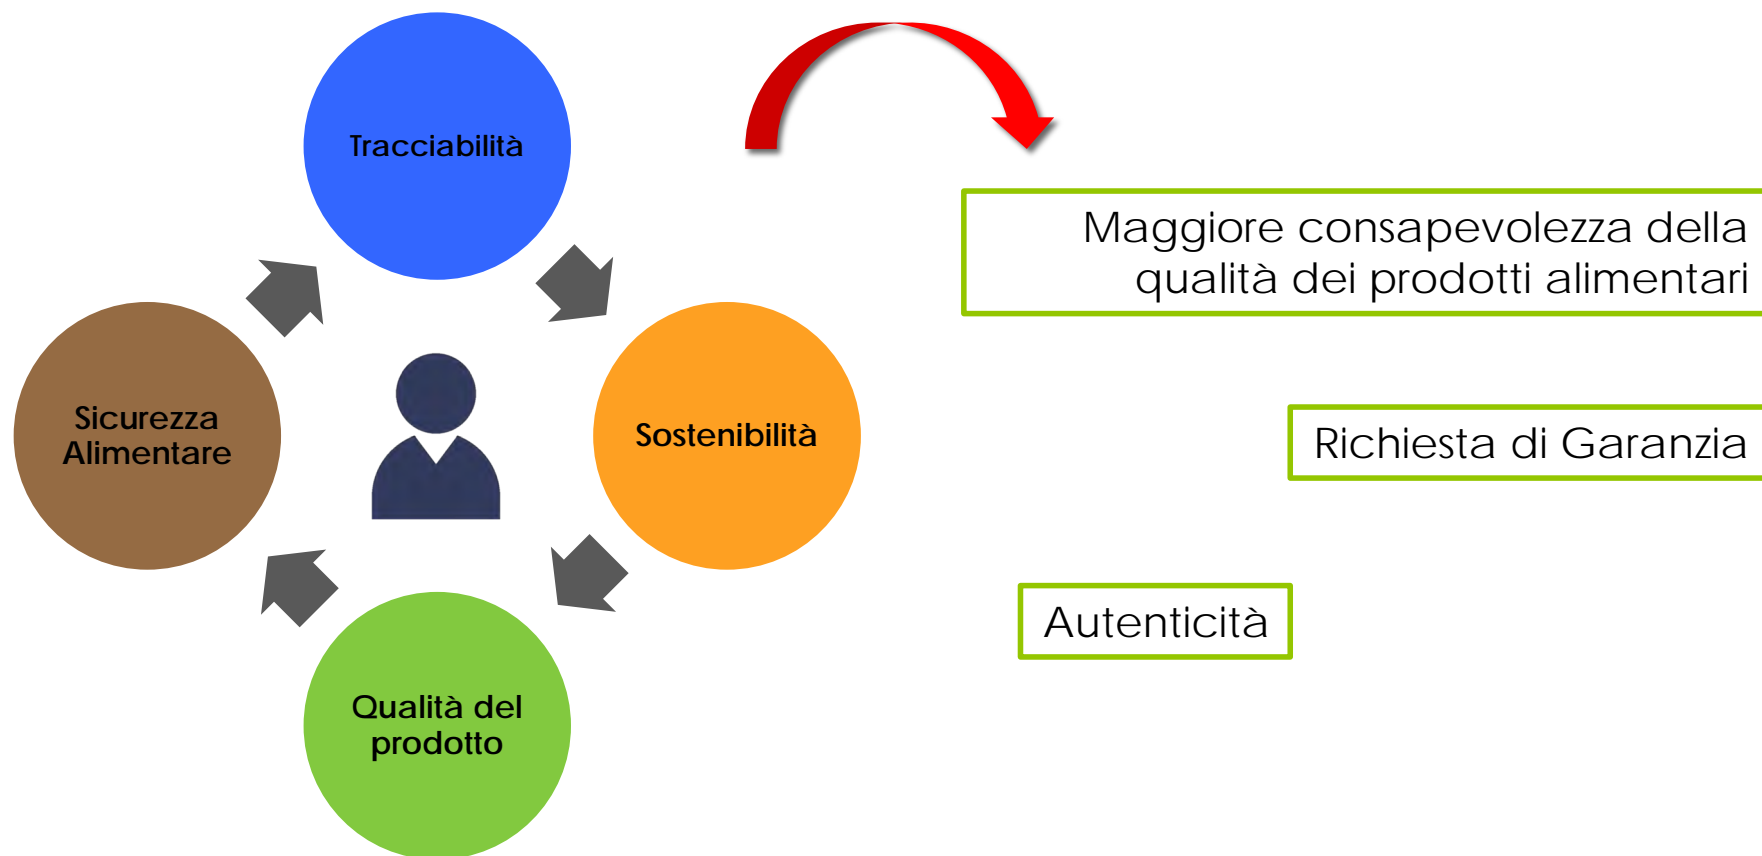 Tracciabilità
Sostenibilità
Qualità del
prodotto
Sicurezza
Alimentare
Maggiore consapevolezza della
qualità dei prodotti alimentari
Richiesta di Garanzia
Autenticità